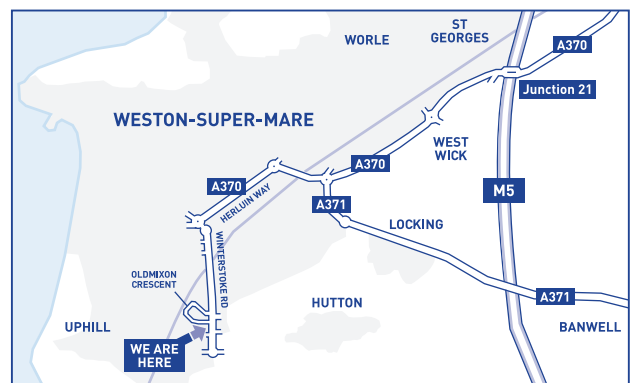 ST
GEORGES
WORLE
A370
Junction 21
WESTON-SUPER-MARE
WEST
WICK
A370
A370
HERLUIN WAY
A371
M5
LOCKING
WINTERSTOKE RD
OLDMIXON
CRESCENT
HUTTON
A371
UPHILL
BANWELL
WE ARE
HERE